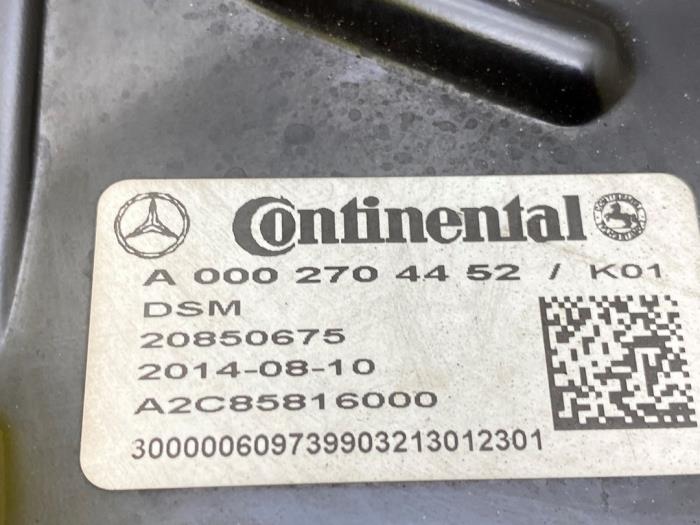 Continental
A 000 270 44 52 / K01
DSM
20850675
2014-08-10
A2C85816000
300000609739903213012301